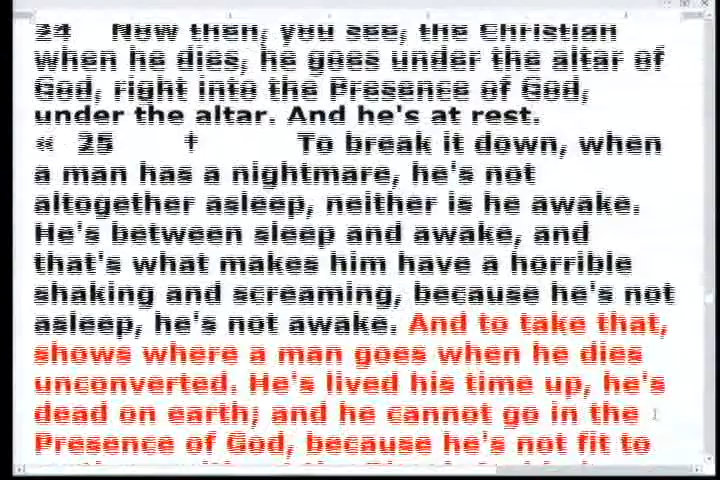 24 Now then, you see, the Christian
when he dies, he goes under the altar of
God, right into the Presence of God,
under the altar. And he's at rest.
« 25 † To break it down, when
a man has a nightmare, he's not
altogether asleep, neither is he awake.
He's between sleep and awake, and
that's what makes him have a horrible
shaking and screaming, because he's not
asleep, he's not awake. And to take that,
shows where a man goes when he dies
unconverted. He's lived his time up, he's
dead on earth; and he cannot go in the
Presence of God, because he's not fit to